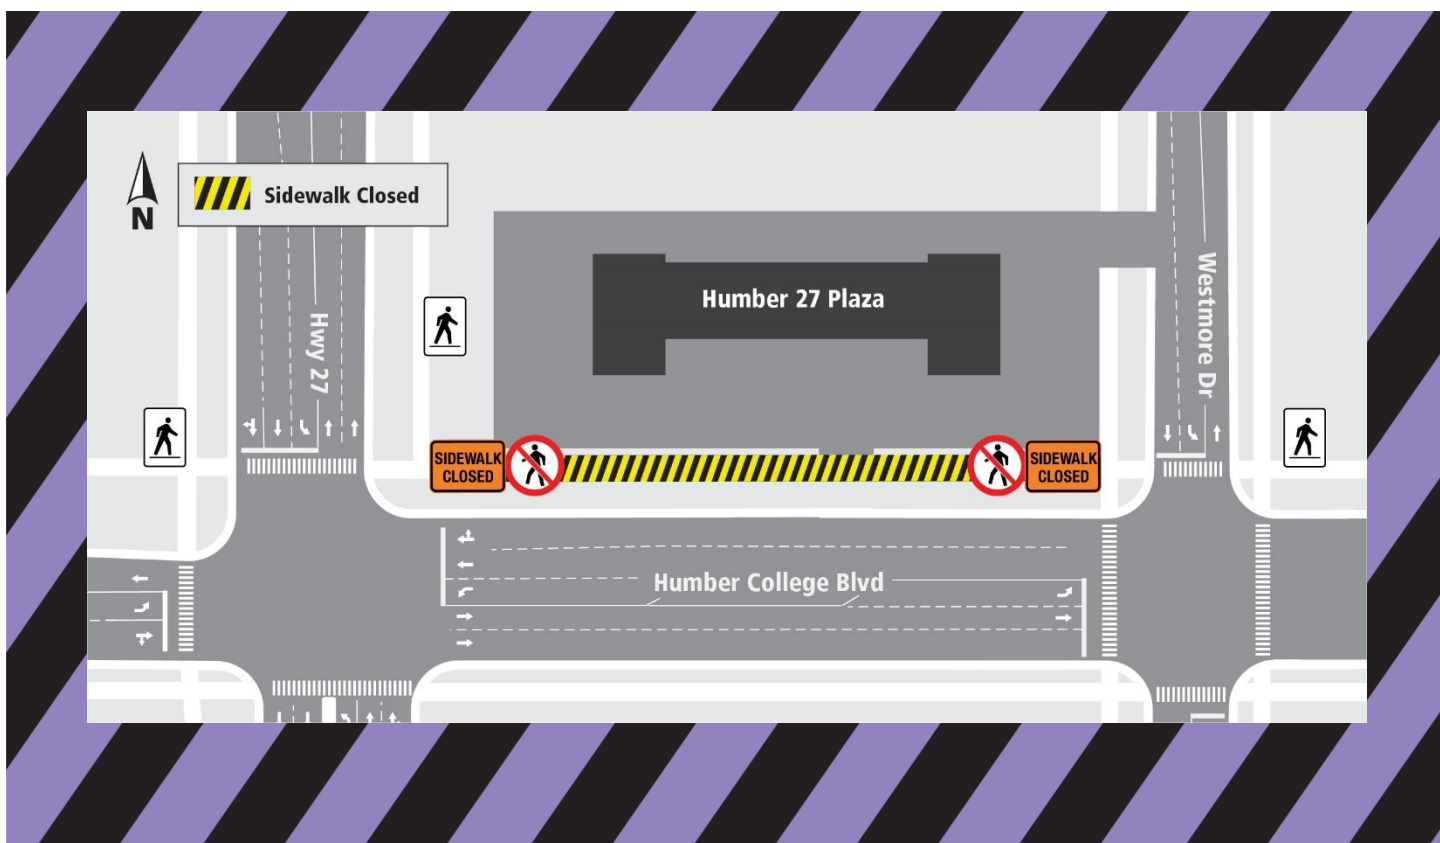 N
Sidewalk Closed
Humber 27 Plaza
Westmore Dr
Hwy 27
SIDEWALK
CLOSED
SIDEWALK
CLOSED
Humber College Blvd